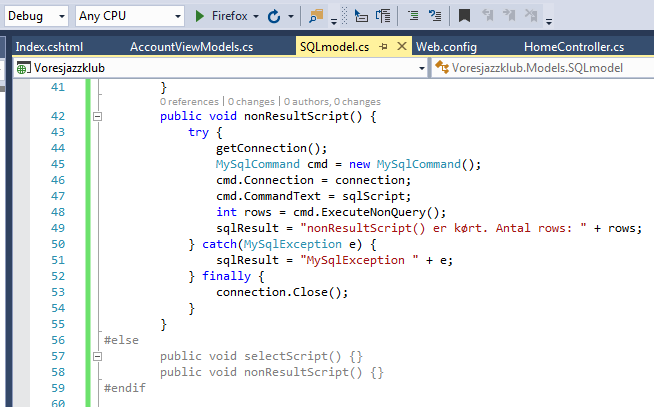 Debug Any CPU Firefox
Index.cshtml AccountViewModels.cs SQLmodel.cs Web.config HomeController.cs
Voresjazzklub Voresjazzklub.Models.SQLmodel
41 }
0 references | 0 changes | 0 authors, 0 changes
42 public void nonResultScript() {
43 try {
44 getConnection();
45 MySqlCommand cmd = new MySqlCommand();
46 cmd.Connection = connection;
47 cmd.CommandText = sqlScript;
48 int rows = cmd.ExecuteNonQuery();
49 sqlResult = "nonResultScript() er kørt. Antal rows: " + rows;
50 } catch(MySqlException e) {
51 sqlResult = "MySqlException " + e;
52 } finally {
53 connection.Close();
54 }
55 }
56 #else
57 public void selectScript() {}
58 public void nonResultScript() {}
59 #endif
60